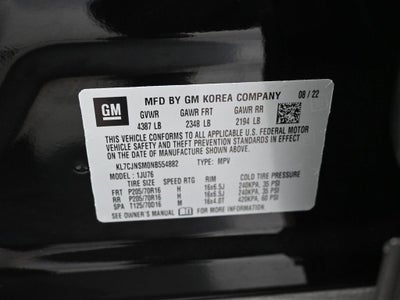 GM
MFD BY GM KOREA COMPANY 08 / 22
GVWR GAWR FRT GAWR RR
4387 LB 2348 LB 2194 LB
THIS VEHICLE CONFORMS TO ALL APPLICABLE U.S. FEDERAL MOTOR
VEHICLE SAFETY AND THEFT PREVENTION STANDARDS IN EFFECT
ON THE DATE OF MANUFACTURE SHOWN ABOVE.
KL7CJNSM0NB554882 TYPE: MPV
MODEL: 1JU76
TIRE SIZE SPEED RTG RIM COLD TIRE PRESSURE
FRT P205/70R16 H 16x6.5J 240KPA, 35 PSI
RR P205/70R16 H 16x6.5J 240KPA, 35 PSI
SPA T125/70D16 M 16x4.0T 420KPA, 60 PSI
SEE OWNER'S MANUAL FOR ADDITIONAL INFORMATION.